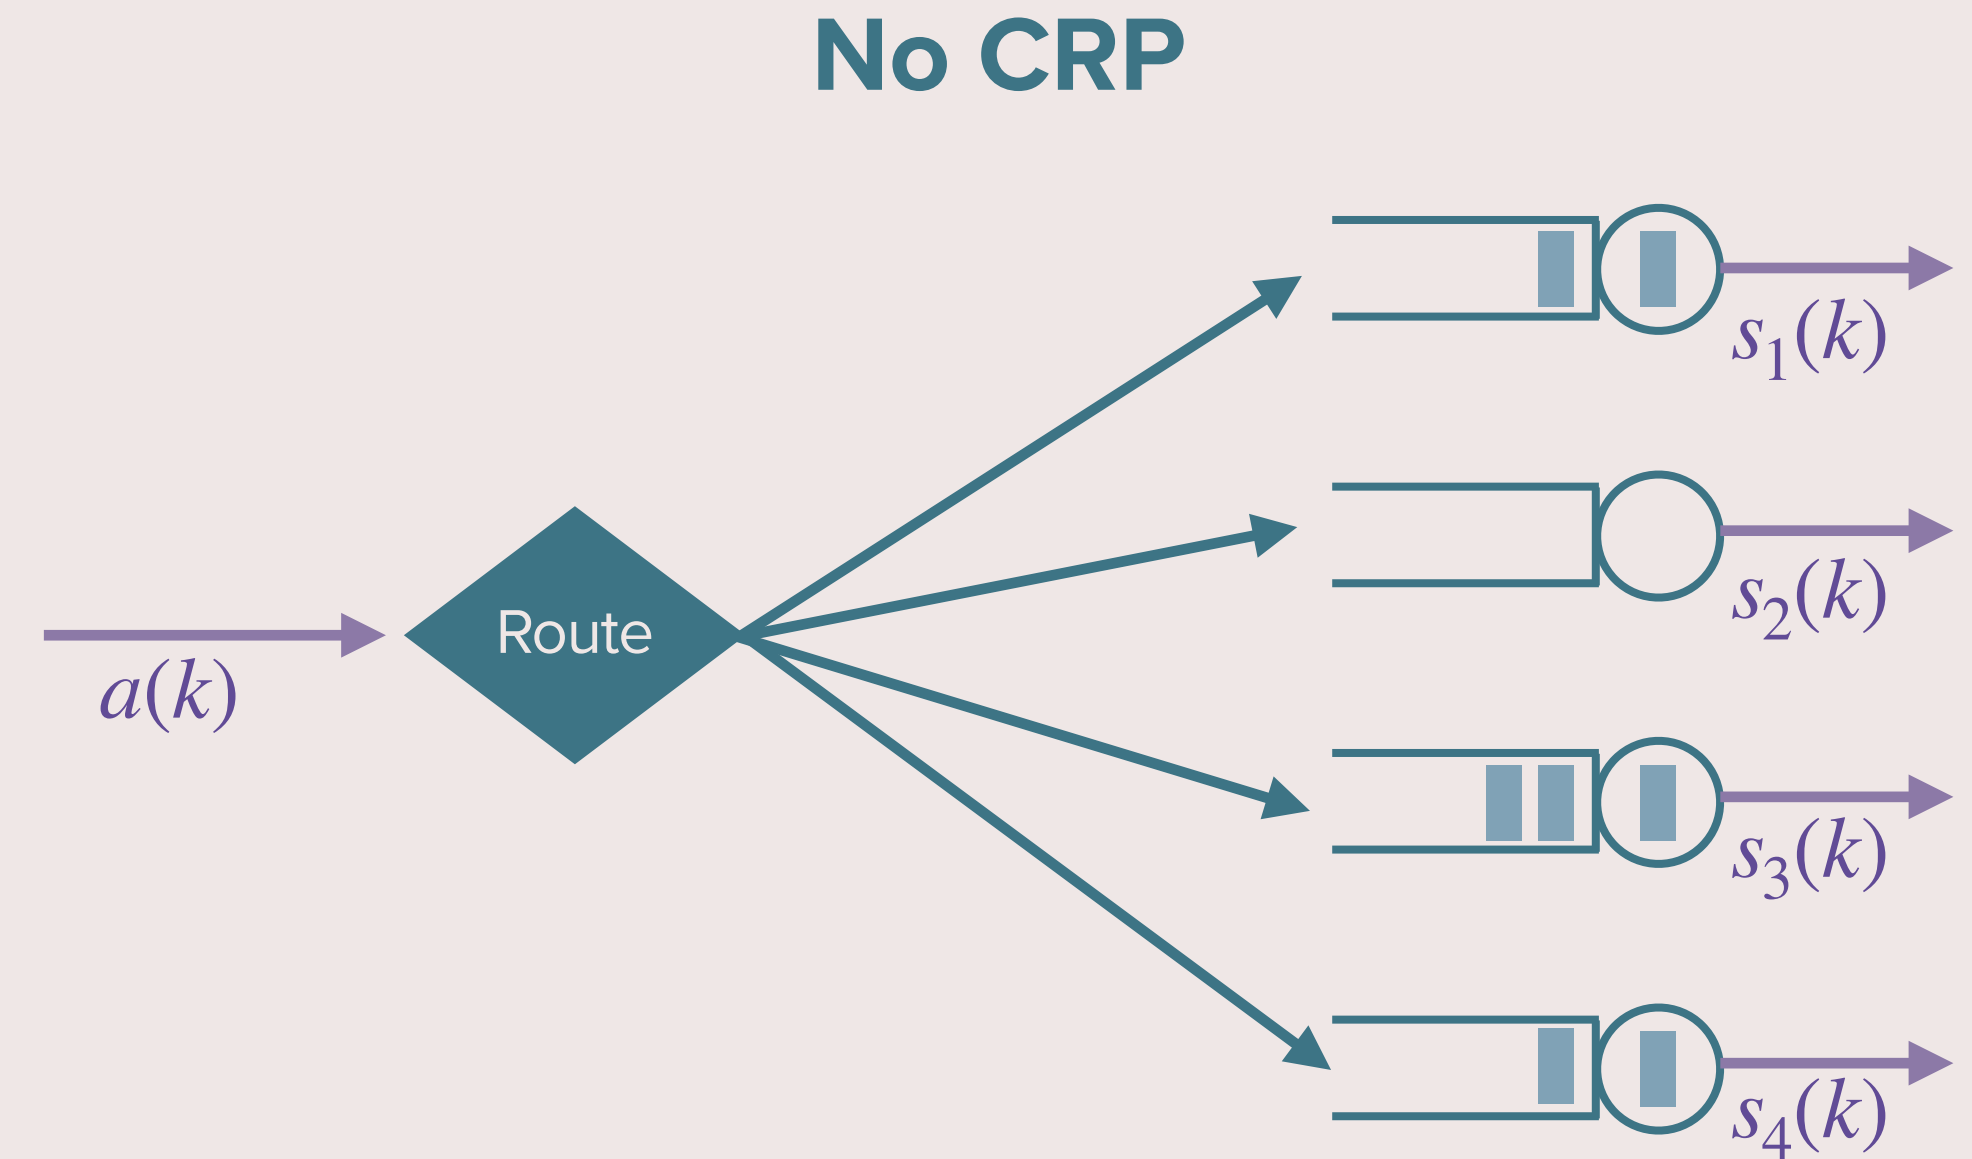 No CRP
s₁(k)
s₂(k)
Route
a(k)
s₃(k)
s₄(k)